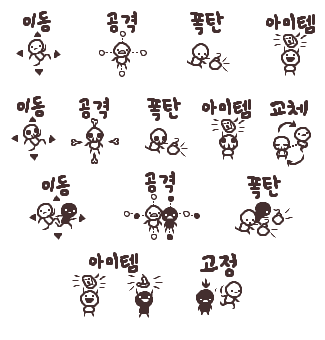 이동 공격 폭탄 아이템
이동 공격 폭탄 아이템 교체
이동 공격 폭탄
아이템 고정